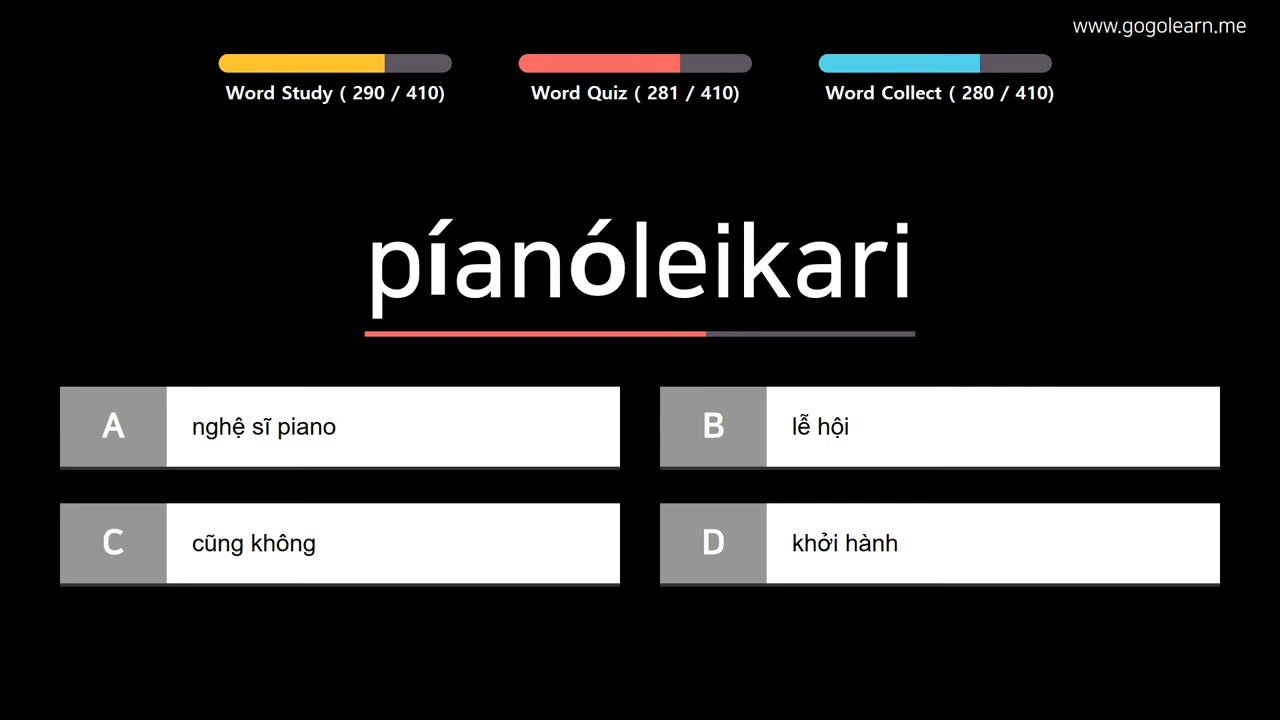 www.gogolearn.me
Word Study ( 290 / 410)
Word Quiz ( 281 / 410)
Word Collect ( 280 / 410)
píanóleikari
A
nghệ sĩ piano
B
lễ hội
C
cũng không
D
khởi hành